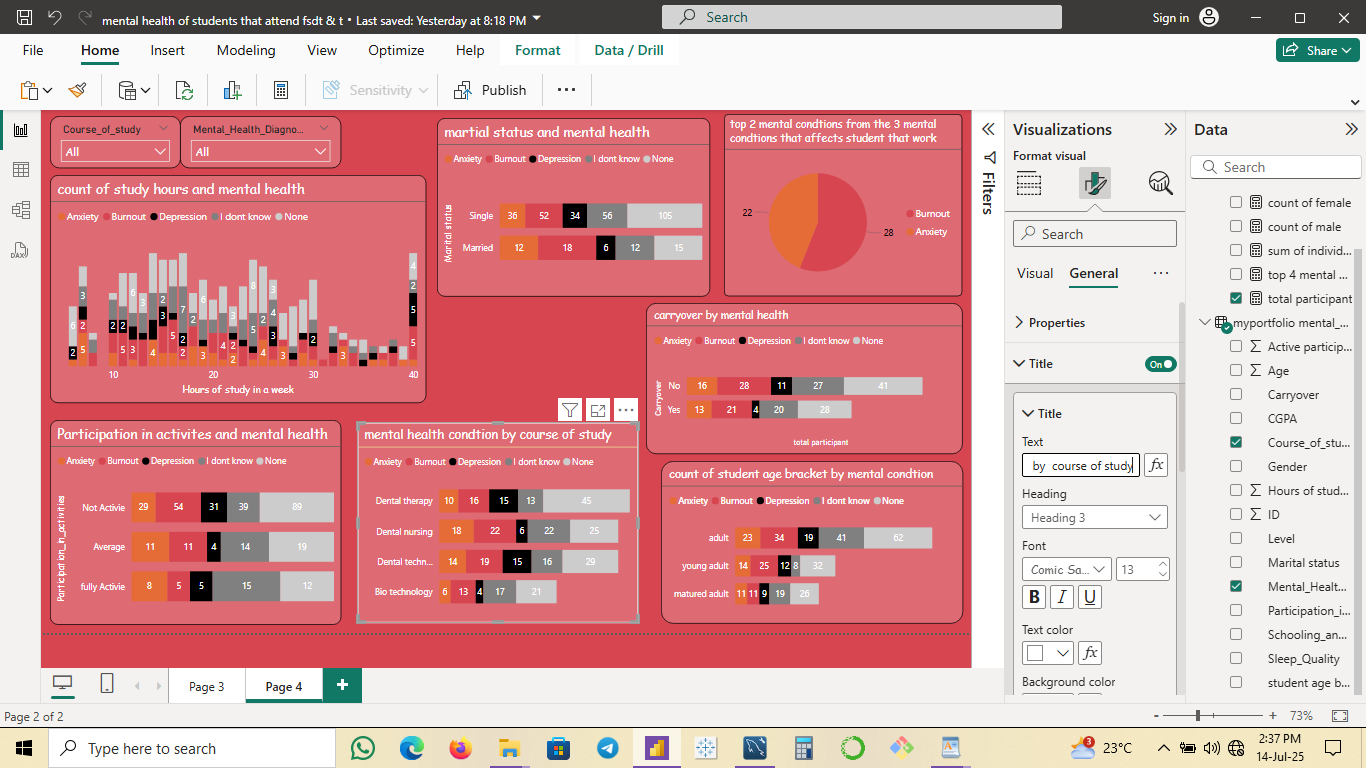 mental health of students that attend fsdt & t • Last saved: Yesterday at 8:18 PM
Search
Sign in
File
Home
Insert
Modeling
View
Optimize
Help
Format
Data / Drill
Share
Sensitivity
Publish
Course_of_study
All
Mental_Health_Diagno...
All
count of study hours and mental health
Anxiety Burnout Depression I dont know None
10 20 30 40
Hours of study in a week
martial status and mental health
Anxiety Burnout Depression I dont know None
Marital status
Single 36 52 34 56 105
Married 12 18 6 12 15
top 2 mental condtions from the 3 mental
condtions that affects student that work
22
28
Burnout
Anxiety
carryover by mental health
Anxiety Burnout Depression I dont know None
Carryover
No 16 28 11 27 41
Yes 13 21 4 20 28
total participant
Participation in activites and mental health
Anxiety Burnout Depression I dont know None
Participation_in_activities
Not Activie 29 54 31 39 89
Average 11 11 4 14 19
fully Activie 8 5 5 15 12
mental health condtion by course of study
Anxiety Burnout Depression I dont know None
Dental therapy 10 16 15 13 45
Dental nursing 18 22 6 22 25
Dental techn... 14 19 15 16 29
Bio technology 6 13 4 17 21
count of student age bracket by mental condtion
Anxiety Burnout Depression I dont know None
adult 23 34 19 41 62
young adult 14 25 12 8 32
matured adult 11 11 9 19 26
Filters
Visualizations
Format visual
Search
Visual
General
Properties
Title
On
Title
Text
by course of study
fx
Heading
Heading 3
Font
Comic Sa...
13
B I U
Text color
fx
Background color
Data
Search
count of female
count of male
sum of individ...
top 4 mental ...
total participant
myportfolio mental_...
Active particip...
Age
Carryover
CGPA
Course_of_stu...
Gender
Hours of stud...
ID
Level
Marital status
Mental_Healt...
Participation_i...
Schooling_an...
Sleep_Quality
student age b...
DAX
Page 3
Page 4
Page 2 of 2
73%
Type here to search
3
23°C
2:37 PM
14-Jul-25